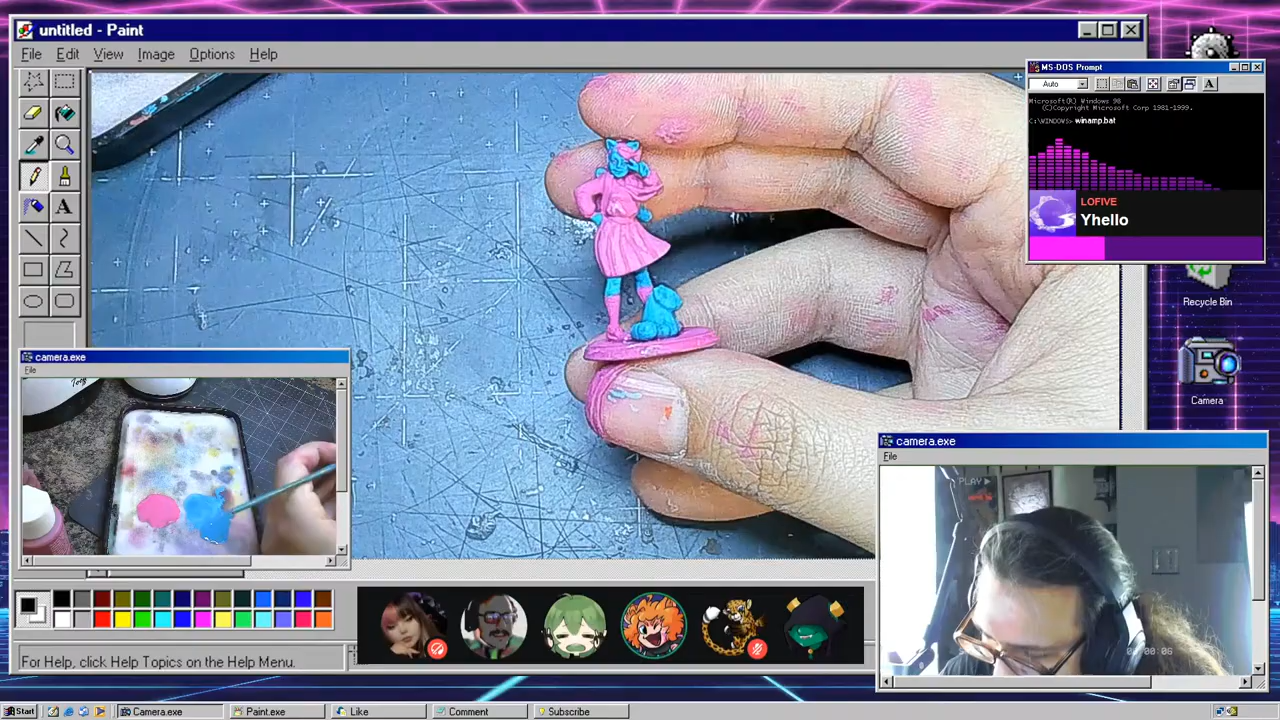 untitled - Paint
File Edit View Image Options Help
MS-DOS Prompt
Auto
A
Microsoft(R) Windows 98
(C)Copyright Microsoft Corp 1981-1999.
C:\WINDOWS> winamp.bat
LOFIVE
Yhello
A
Recycle Bin
Camera
camera.exe
File
camera.exe
File
PLAY
For Help, click Help Topics on the Help Menu.
Start
Camera.exe
Paint.exe
Like
Comment
Subscribe